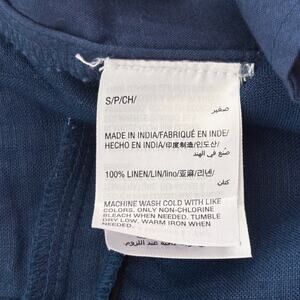 S/P/CH/
صغير
MADE IN INDIA/FABRIQUÉ EN INDE/
HECHO EN INDIA/印度制造/인도산/
صنع في الهند
100% LINEN/LIN/lino/亚麻/리넨/
كتان
MACHINE WASH COLD WITH LIKE
COLORS. ONLY NON-CHLORINE
BLEACH WHEN NEEDED. TUMBLE
DRY LOW. WARM IRON WHEN
NEEDED.
عند اللزوم.